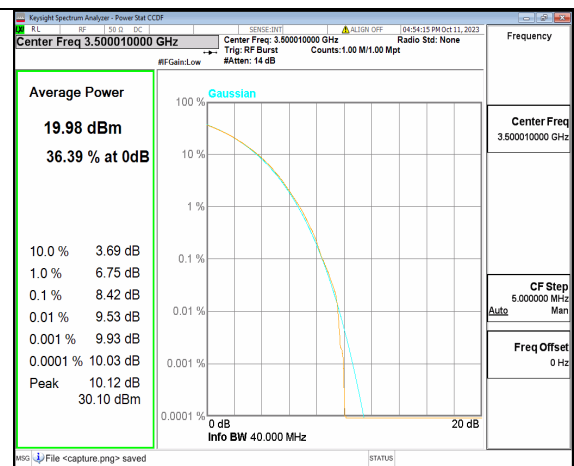 Keysight Spectrum Analyzer - Power Stat CCDF
RL RF 50 Ω DC SENSE:INT ALIGN OFF 04:54:15 PM Oct 11, 2023
Center Freq 3.500010000 GHz
Center Freq: 3.500010000 GHz Radio Std: None
Trig: RF Burst Counts:1.00 M/1.00 Mpt
#IFGain:Low #Atten: 14 dB
Frequency
Average Power
19.98 dBm
36.39 % at 0dB
10.0 % 3.69 dB
1.0 % 6.75 dB
0.1 % 8.42 dB
0.01 % 9.53 dB
0.001 % 9.93 dB
0.0001 % 10.03 dB
Peak 10.12 dB
30.10 dBm
Gaussian
100 %
10 %
1 %
0.1 %
0.01 %
0.001 %
0.0001 %
0 dB 20 dB
Info BW 40.000 MHz
Center Freq
3.500010000 GHz
CF Step
5.000000 MHz
Auto Man
Freq Offset
0 Hz
MSG File <capture.png> saved STATUS